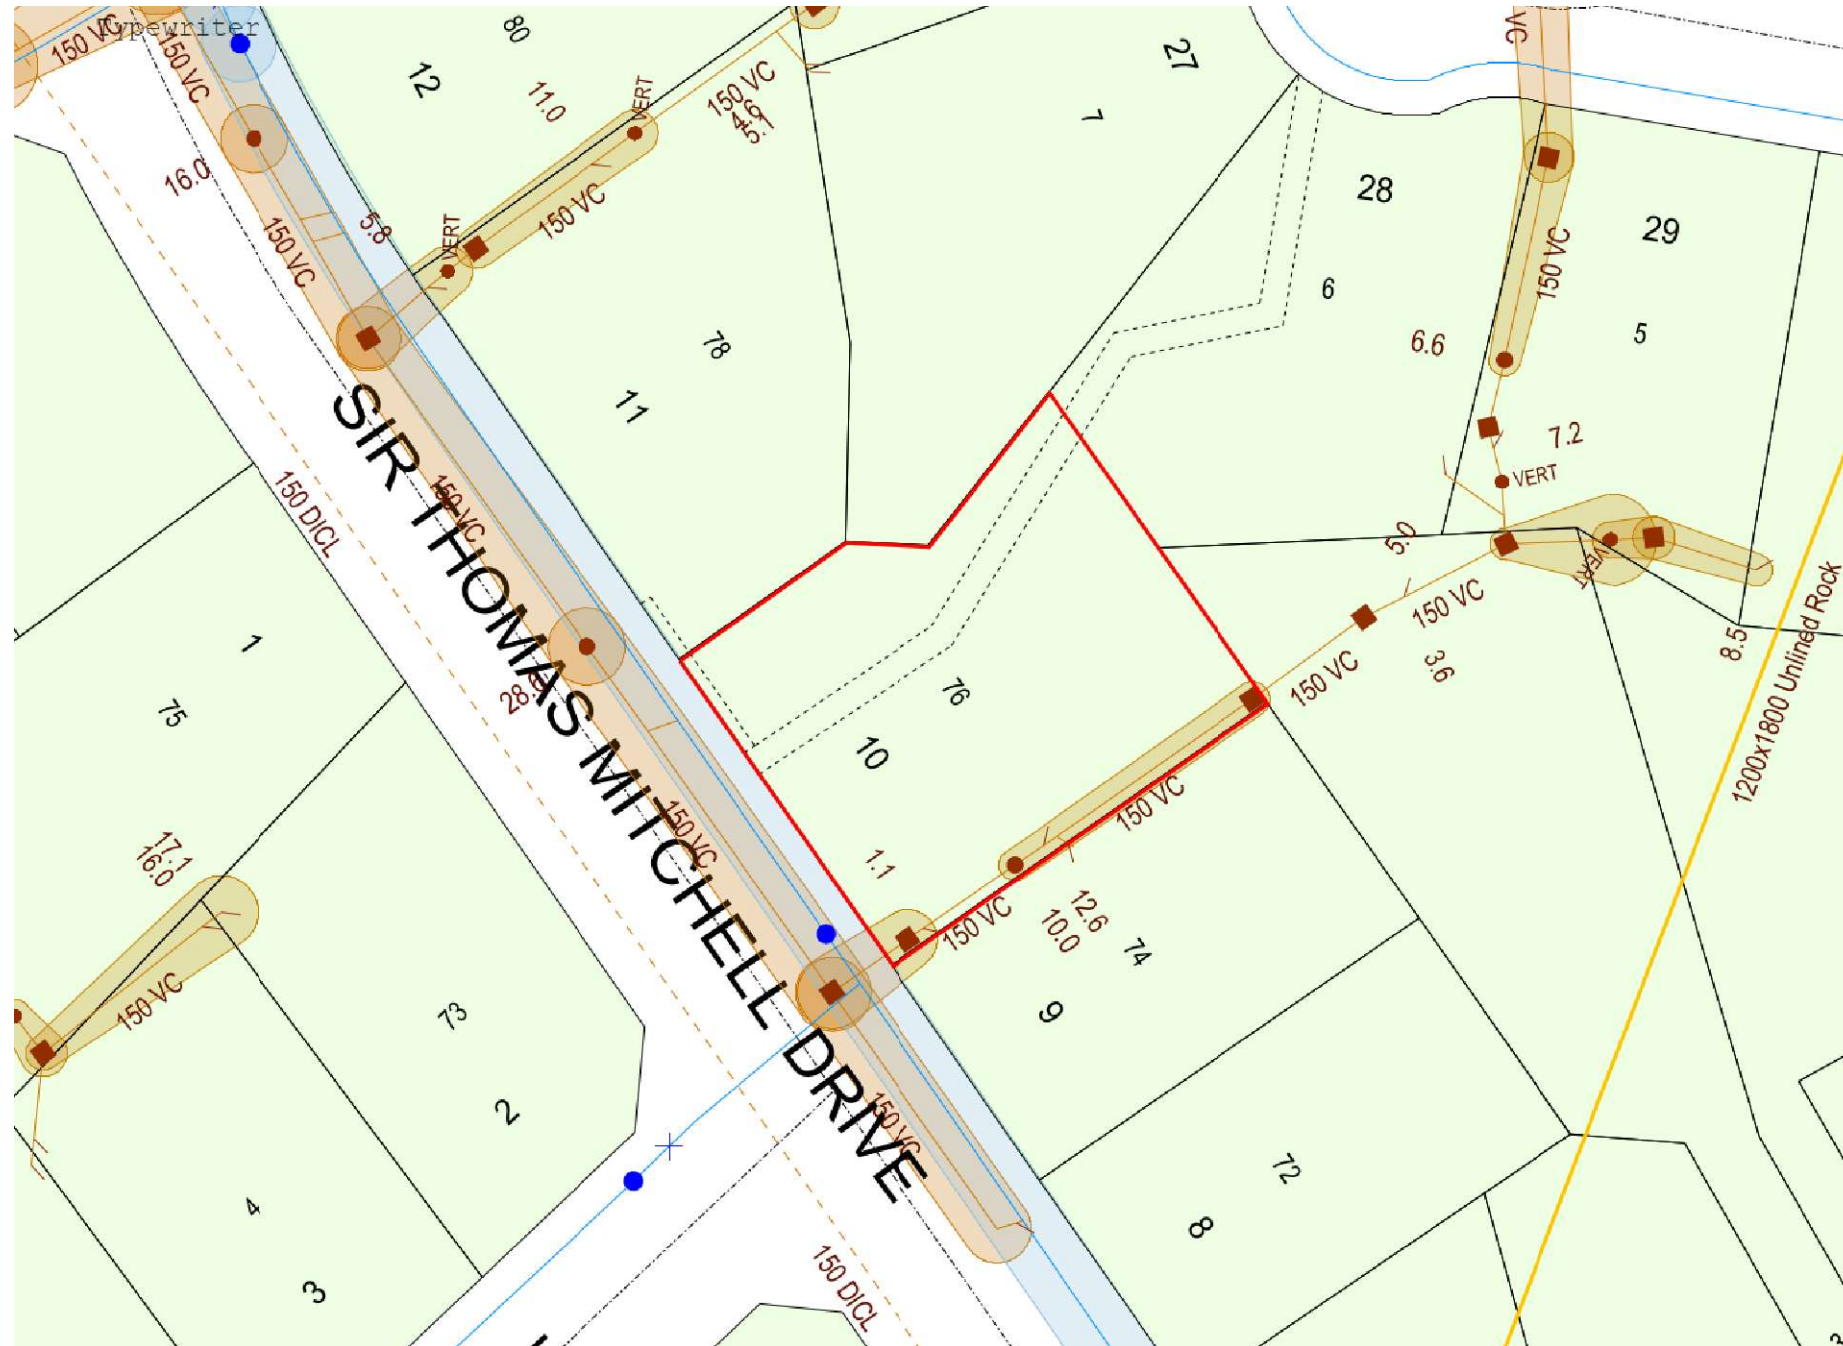 Typewriter
150 VC
150 VC
80
12
11.0
VERT
150 VC
4.6
5.1
27
7
VC
28
29
6
5
16.0
150 VC
5.8
VERT
150 VC
150 VC
6.6
7.2
VERT
78
11
SIR THOMAS MITCHELL DRIVE
150 VC
150 DICL
5.0
VERT
150 VC
3.6
150 VC
8.5
1200x1800 Unlined Rock
1
75
76
10
150 VC
150 VC
1.1
17.1
16.0
150 VC
12.6
10.0
74
9
150 VC
73
2
150 VC
72
8
4
3
150 DICL